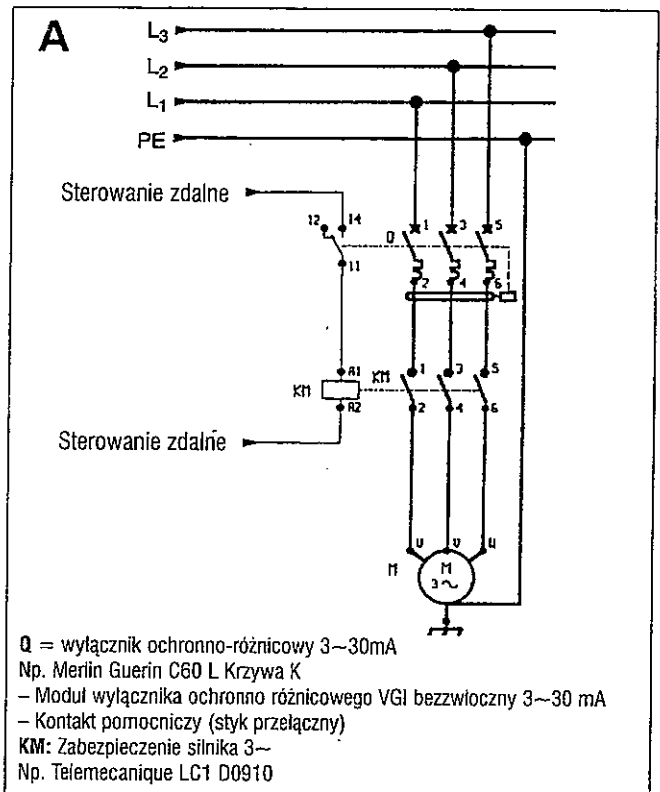 A
L3
L2
L1
PE
Sterowanie zdalne
12 14
11
Q
1 3 5
2 4 6
A1
KM
A2
KM
1 3 5
2 4 6
Sterowanie zdalne
U V W
M
M
3~
Q = wyłącznik ochronno-różnicowy 3~30mA
Np. Merlin Guerin C60 L Krzywa K
– Moduł wyłącznika ochronno różnicowego VGI bezzwłoczny 3~30 mA
– Kontakt pomocniczy (styk przełączny)
KM: Zabezpieczenie silnika 3~
Np. Telemecanique LC1 D0910